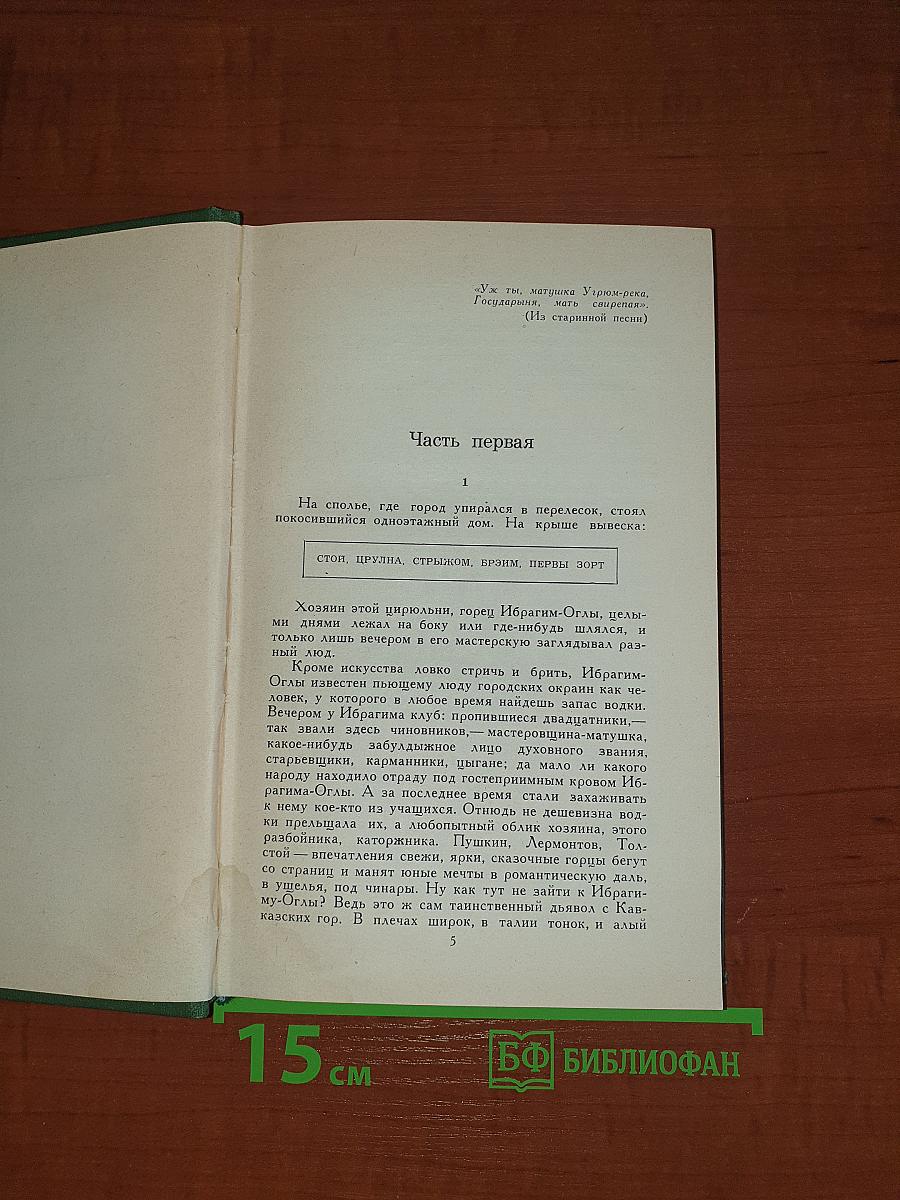 «Уж ты, матушка Угрюм-река,
Государыня, мать свирепая».
(Из старинной песни)
Часть первая
1
На сполье, где город упирался в перелесок, стоял
покосившийся одноэтажный дом. На крыше вывеска:
СТОЙ, ЦРУЛНА, СТРЫЖОМ, БРЭИМ, ПЕРВЫ ЗОРТ
Хозяин этой цирюльни, горец Ибрагим-Оглы, целы-
ми днями лежал на боку или где-нибудь шлялся, и
только лишь вечером в его мастерскую заглядывал раз-
ный люд.
Кроме искусства ловко стричь и брить, Ибрагим-
Оглы известен пьющему люду городских окраин как че-
ловек, у которого в любое время найдешь запас водки.
Вечером у Ибрагима клуб: пропившиеся двадцатники,—
так звали здесь чиновников,— мастеровщина-матушка,
какое-нибудь забулдыжное лицо духовного звания,
старьевщики, карманники, цыгане; да мало ли какого
народу находило отраду под гостеприимным кровом Иб-
рагима-Оглы. А за последнее время стали захаживать
к нему кое-кто из учащихся. Отнюдь не дешевизна вод-
ки прельщала их, а любопытный облик хозяина, этого
разбойника, каторжника. Пушкин, Лермонтов, Тол-
стой — впечатления свежи, ярки, сказочные горцы бегут
со страниц и манят юные мечты в романтическую даль,
в ущелья, под чинары. Ну как тут не зайти к Ибраги-
му-Оглы? Ведь это ж сам таинственный дьявол с Кав-
казских гор. В плечах широк, в талии тонок, и алый
5
15 см
БФ БИБЛИОФАН